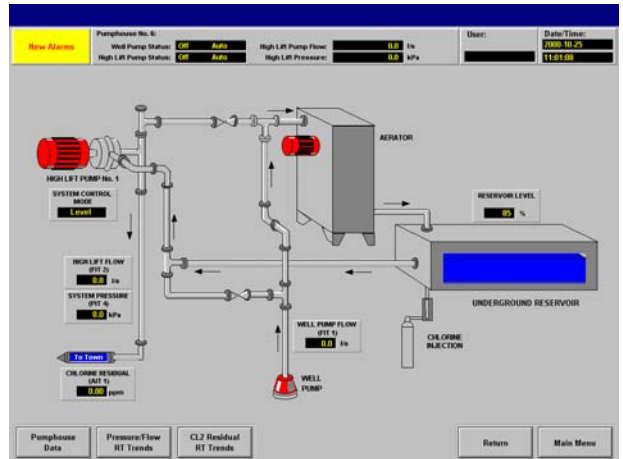 New Alarms
Pumphouse No. 6:
Well Pump Status: Off Auto
High Lift Pump Status: Off Auto
High Lift Pump Flow: 0.0 l/s
High Lift Pressure: 0.0 kPa
User:
Date/Time:
2000-10-25
11:01:08
AERATOR
HIGH LIFT PUMP No. 1
SYSTEM CONTROL
MODE
Level
RESERVOIR LEVEL
85 %
HIGH LIFT FLOW
(FIT 2)
0.0 l/s
SYSTEM PRESSURE
(PIT 4)
0.0 kPa
UNDERGROUND RESERVOIR
WELL PUMP FLOW
(FIT 1)
0.0 l/s
CHLORINE
INJECTION
To Town
CHLORINE RESIDUAL
(AIT 1)
0.00 ppm
WELL
PUMP
Pumphouse
Data
Pressure/Flow
RT Trends
CL2 Residual
RT Trends
Return
Main Menu